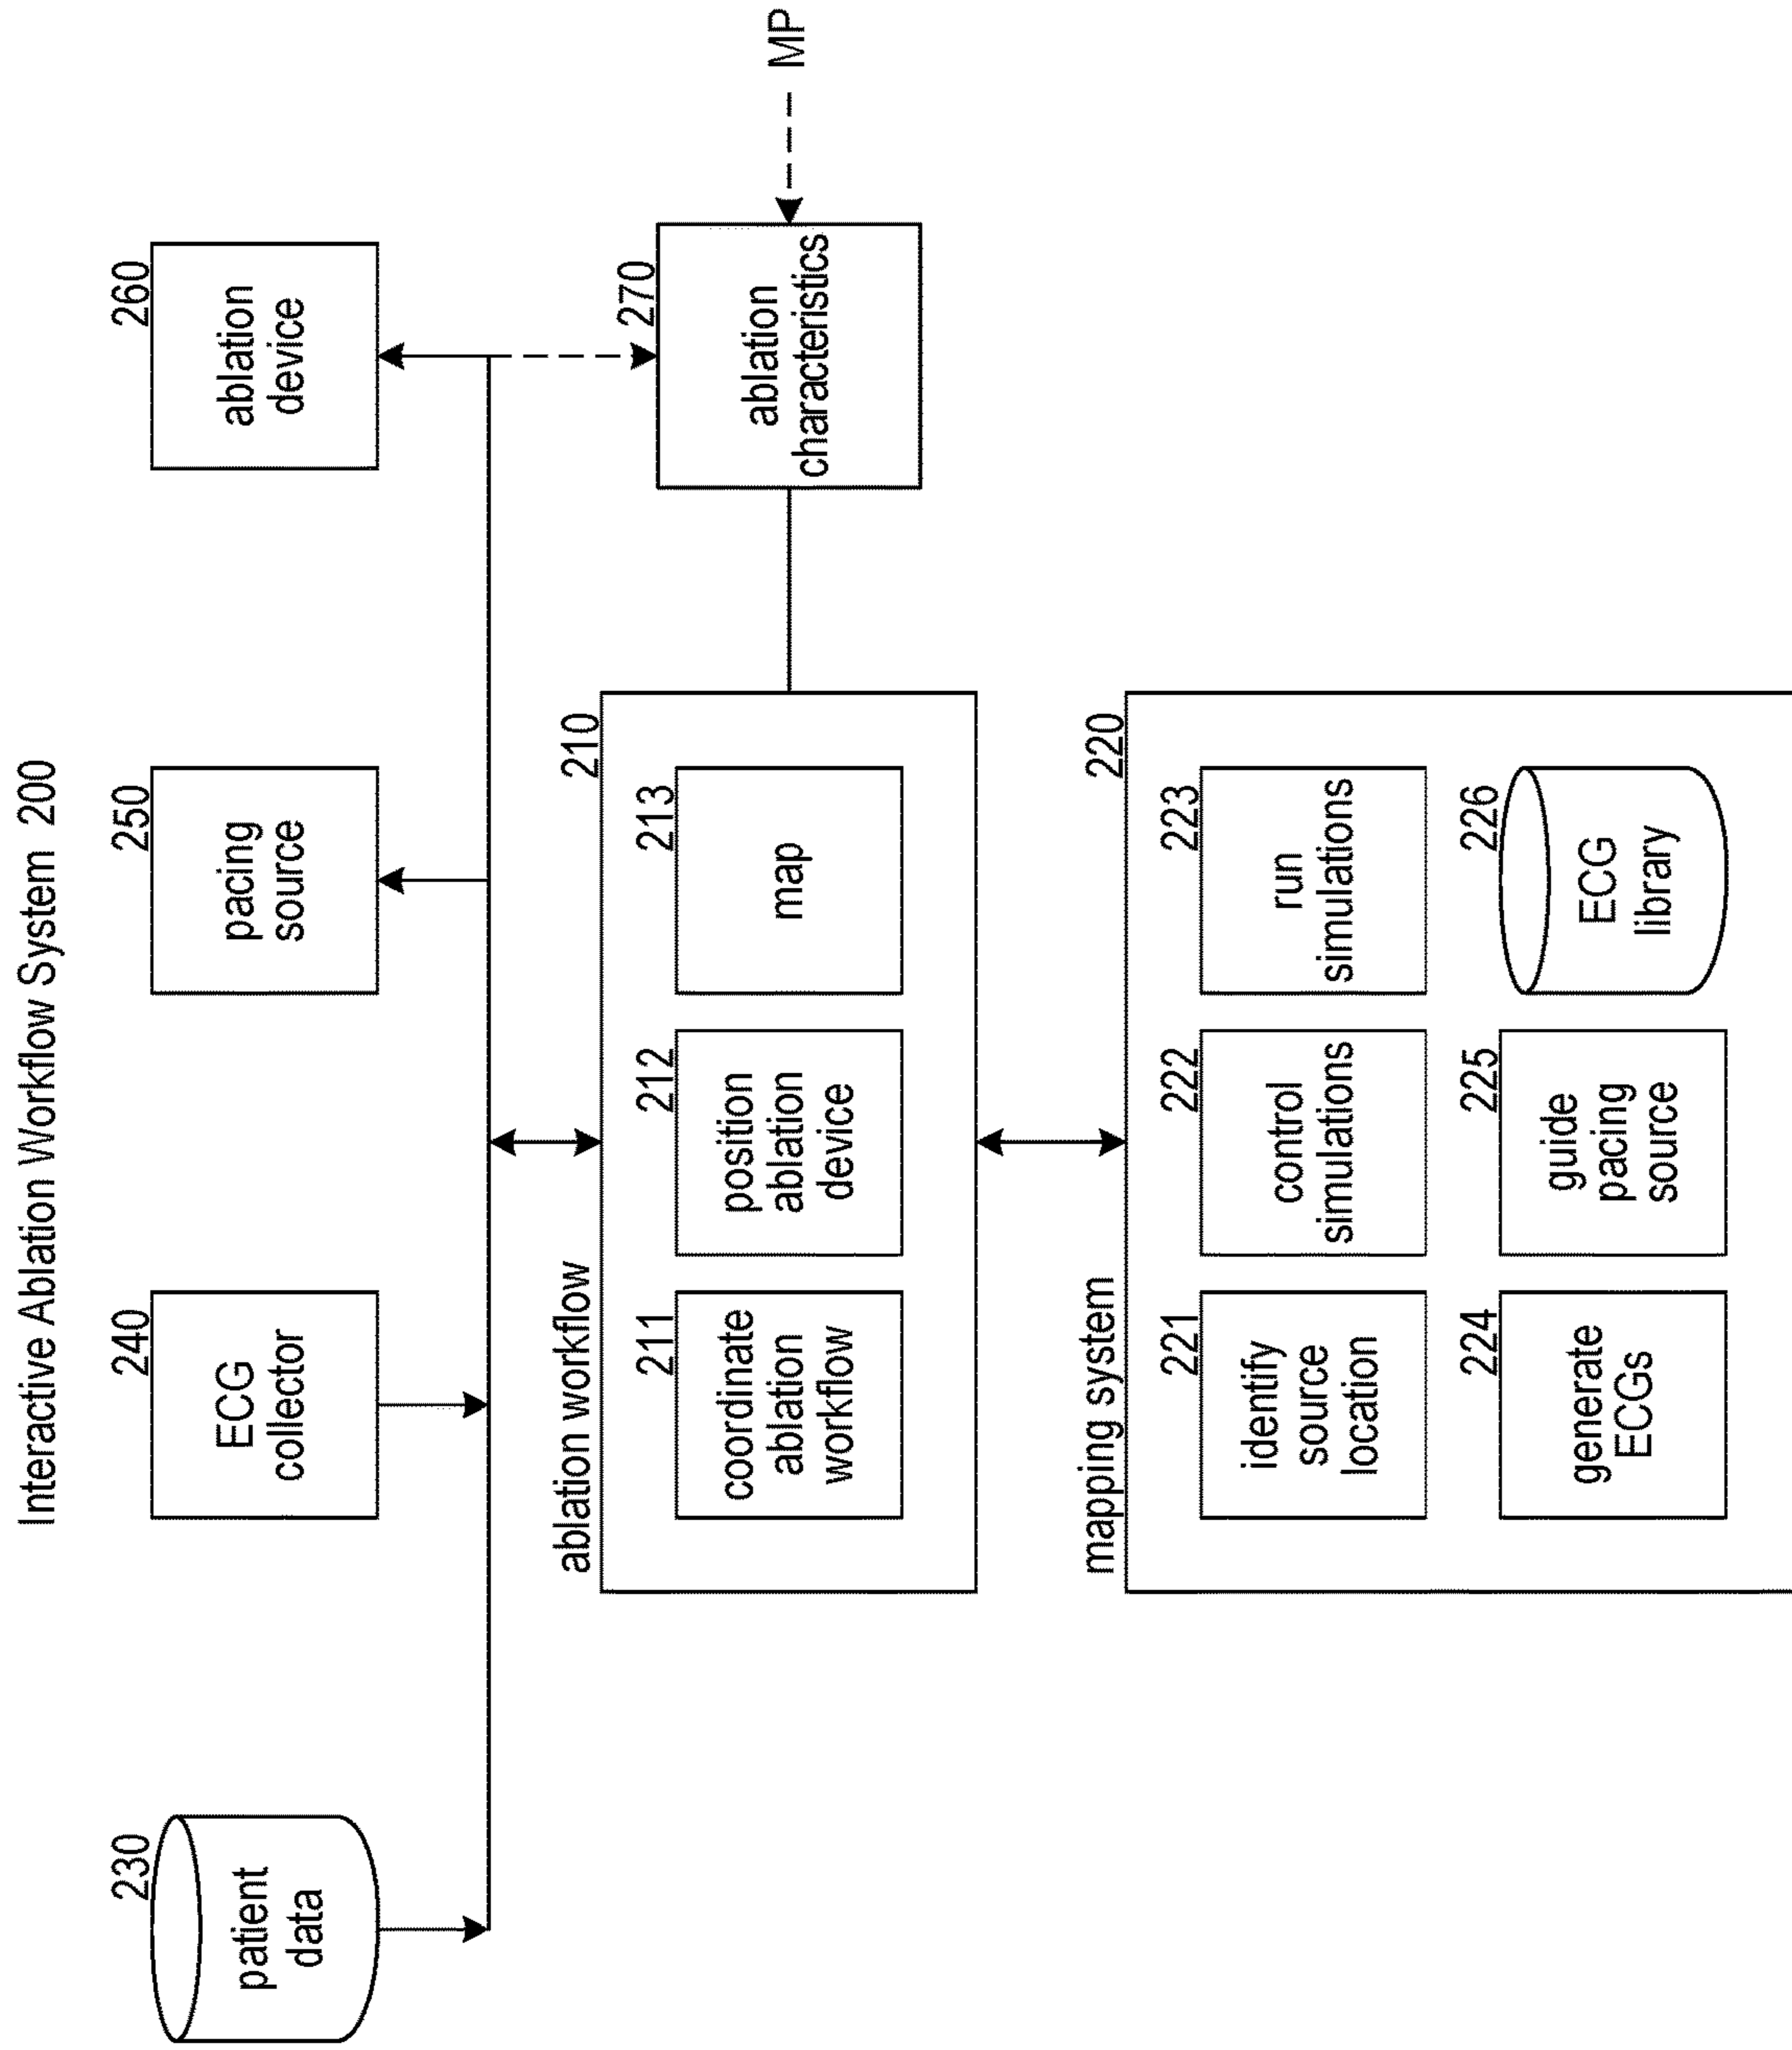 Interactive Ablation Workflow System 200
230
patient
data
240
ECG
collector
250
pacing
source
260
ablation
device
ablation workflow
210
211
coordinate
ablation
workflow
212
position
ablation
device
213
map
270
ablation
characteristics
MP
mapping system
220
221
identify
source
location
222
control
simulations
223
run
simulations
224
generate
ECGs
225
guide
pacing
source
226
ECG
library